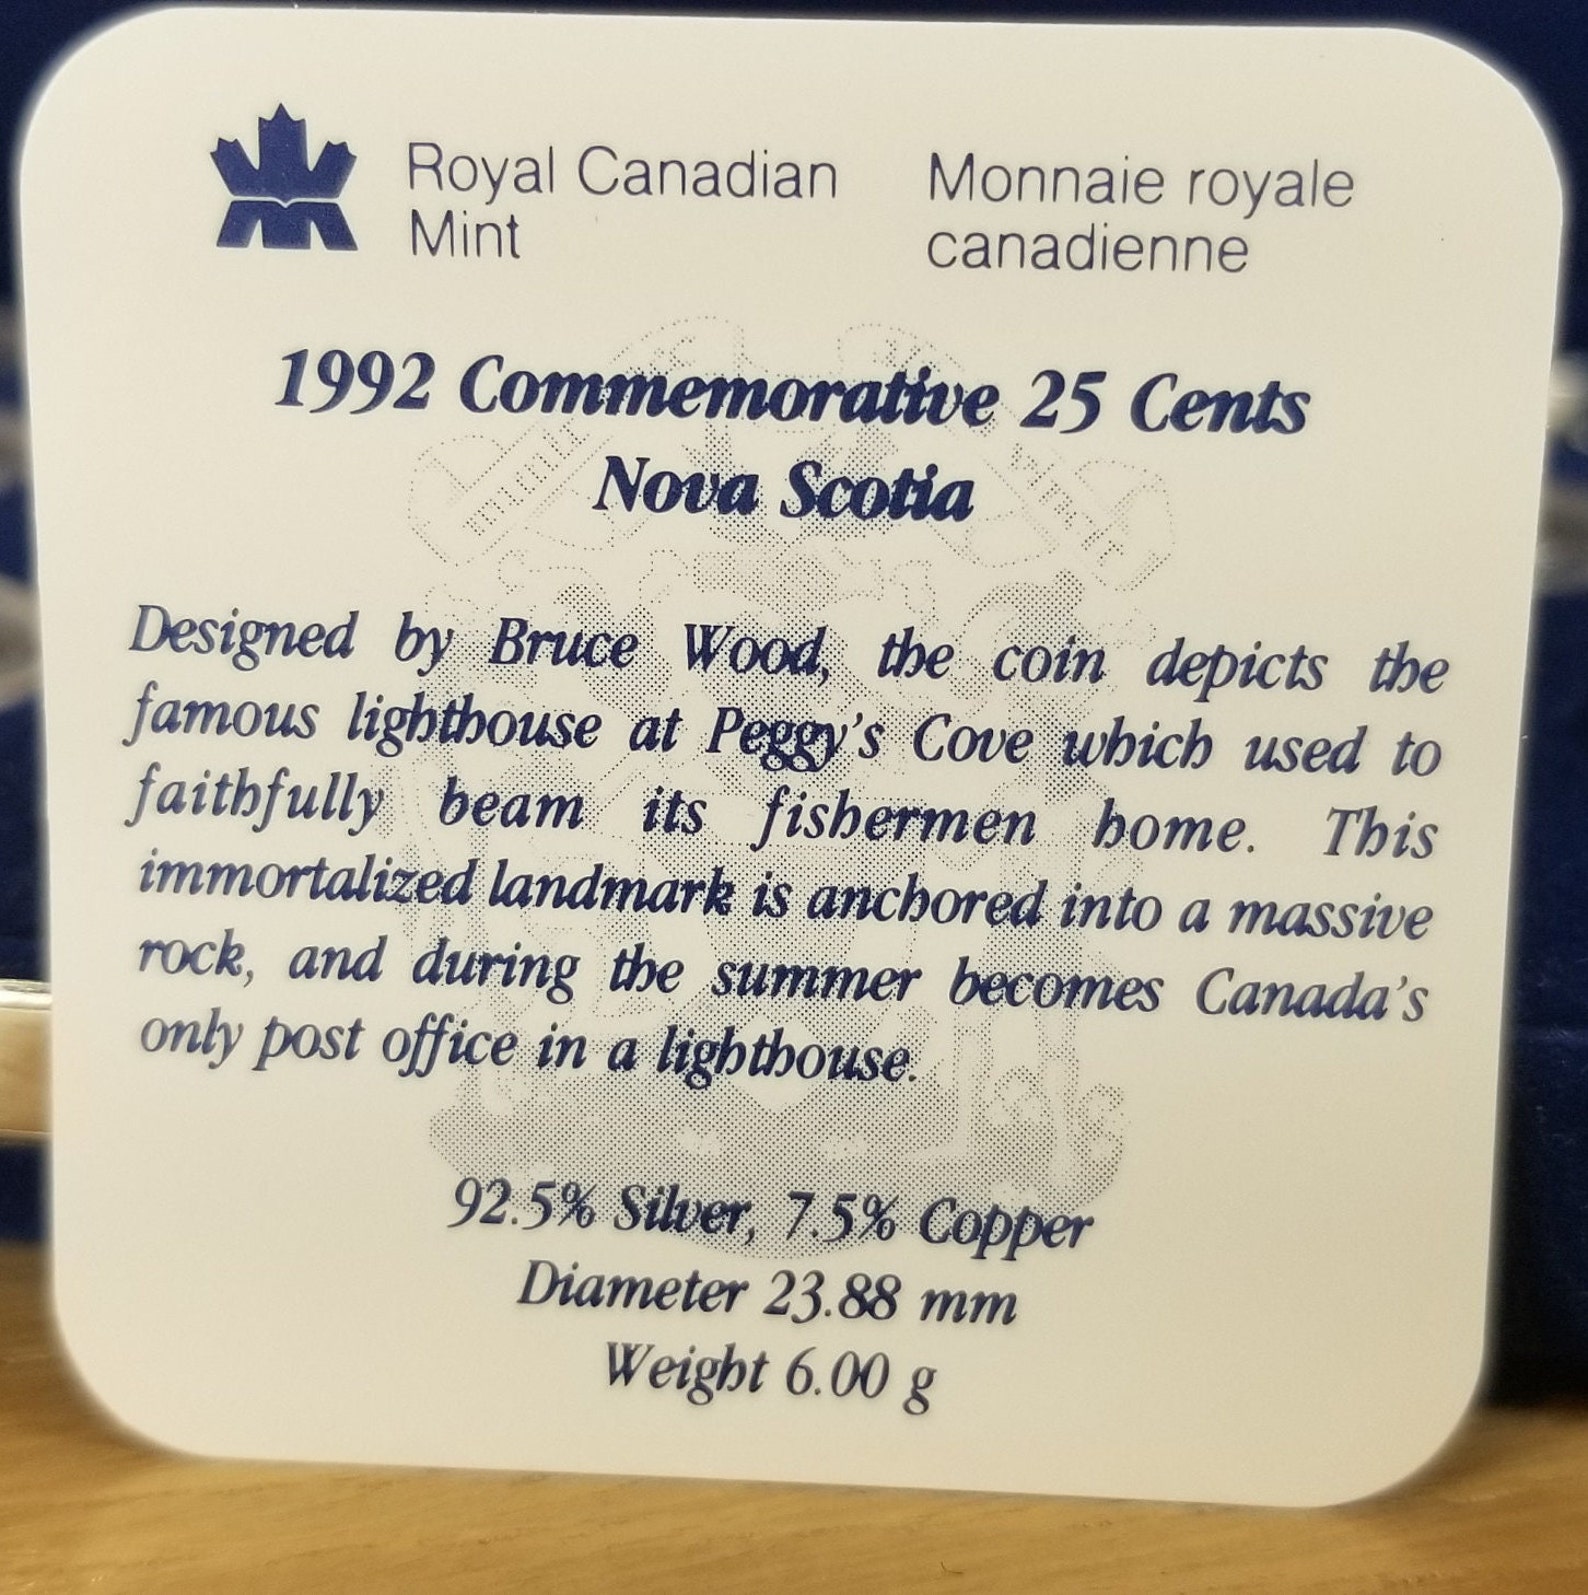 Royal Canadian
Mint
Monnaie royale
canadienne
1992 Commemorative 25 Cents
Nova Scotia
Designed by Bruce Wood, the coin depicts the
famous lighthouse at Peggy's Cove which used to
faithfully beam its fishermen home. This
immortalized landmark is anchored into a massive
rock, and during the summer becomes Canada's
only post office in a lighthouse.
92.5% Silver, 7.5% Copper
Diameter 23.88 mm
Weight 6.00 g